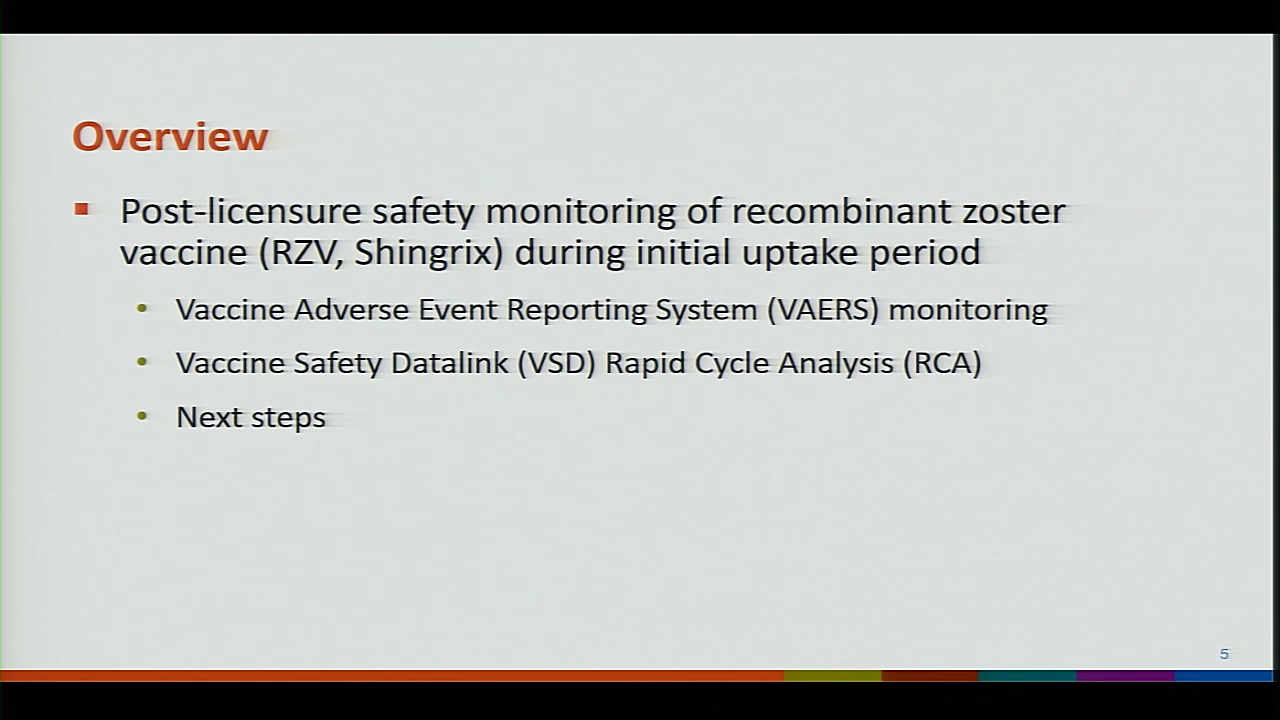 Overview
Post-licensure safety monitoring of recombinant zoster
vaccine (RZV, Shingrix) during initial uptake period
Vaccine Adverse Event Reporting System (VAERS) monitoring
Vaccine Safety Datalink (VSD) Rapid Cycle Analysis (RCA)
Next steps
5